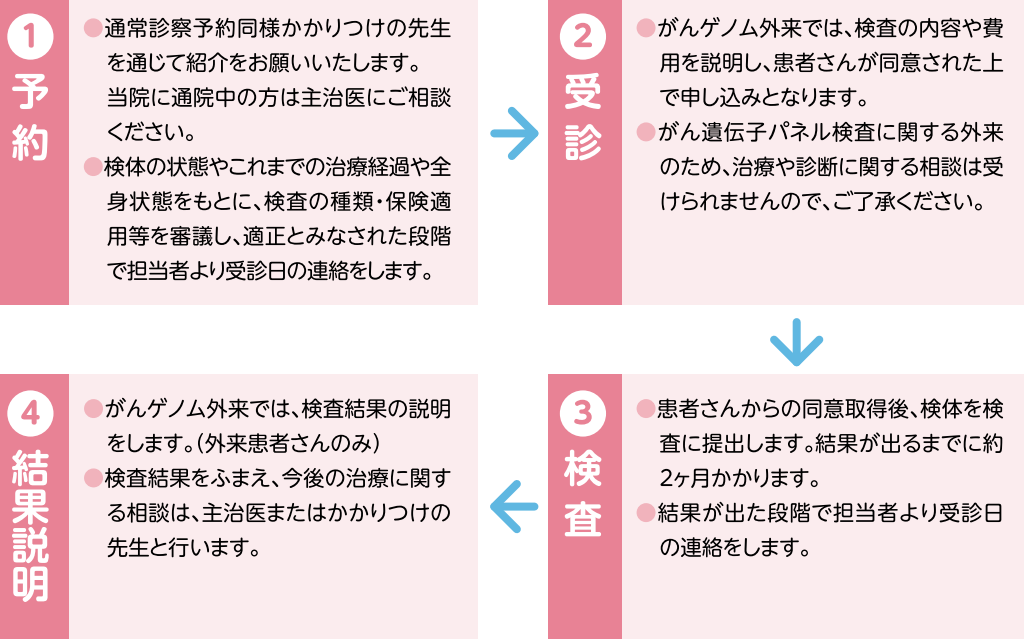 1
予約
●通常診察予約同様かかりつけの先生
を通じて紹介をお願いいたします。
当院に通院中の方は主治医にご相談
ください。
●検体の状態やこれまでの治療経過や全
身状態をもとに、検査の種類・保険適
用等を審議し、適正とみなされた段階
で担当者より受診日の連絡をします。
2
受診
●がんゲノム外来では、検査の内容や費
用を説明し、患者さんが同意された上
で申し込みとなります。
●がん遺伝子パネル検査に関する外来
のため、治療や診断に関する相談は受
けられませんので、ご了承ください。
3
検査
●患者さんからの同意取得後、検体を検
査に提出します。結果が出るまでに約
2ヶ月かかります。
●結果が出た段階で担当者より受診日
の連絡をします。
4
結果説明
●がんゲノム外来では、検査結果の説明
をします。(外来患者さんのみ)
●検査結果をふまえ、今後の治療に関す
る相談は、主治医またはかかりつけの
先生と行います。